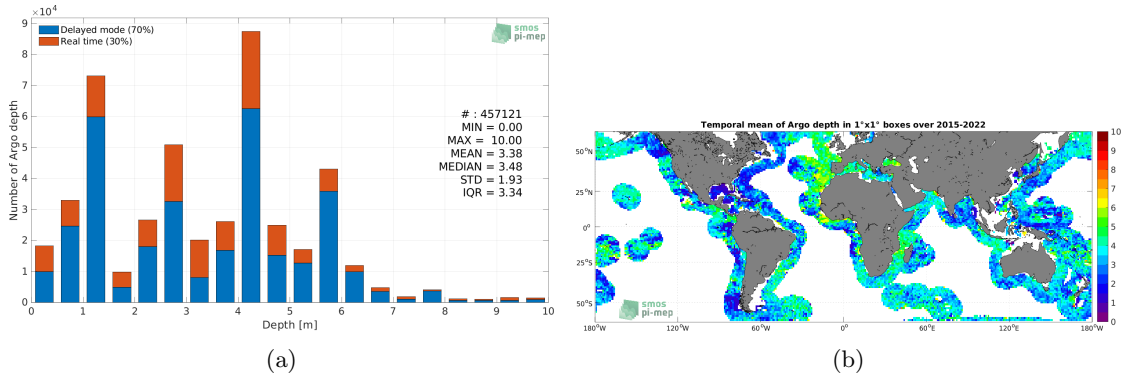 ×10⁴
9
8
7
6
5
4
3
2
1
0
Number of Argo depth
Delayed mode (70%)
Real time (30%)
smos
pi-mep
# : 457121
MIN = 0.00
MAX = 10.00
MEAN = 3.38
MEDIAN = 3.48
STD = 1.93
IQR = 3.34
0 1 2 3 4 5 6 7 8 9 10
Depth [m]
(a)
Temporal mean of Argo depth in 1°x1° boxes over 2015-2022
50°N
25°N
0°
25°S
50°S
smos
pi-mep
180°W 120°W 60°W 0° 60°E 120°E 180°W
10
9
8
7
6
5
4
3
2
1
0
(b)